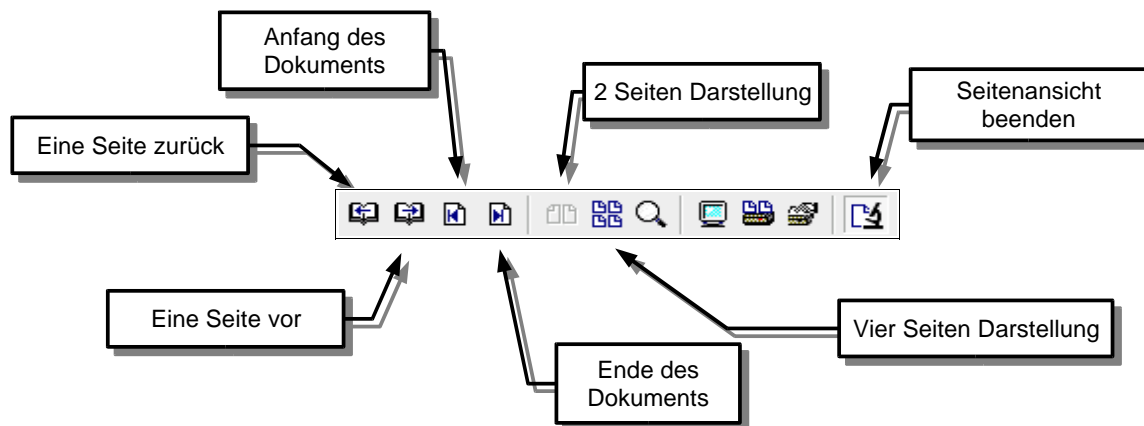 Anfang des
Dokuments
2 Seiten Darstellung
Seitenansicht
beenden
Eine Seite zurück
Eine Seite vor
Vier Seiten Darstellung
Ende des
Dokuments